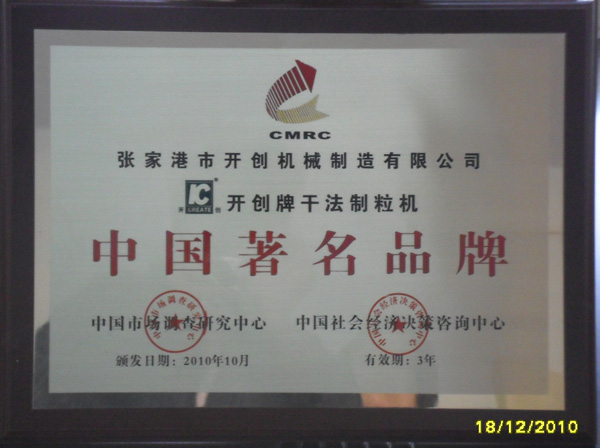 CMRC
张家港市开创机械制造有限公司
开 CREATE 创 ® 开创牌干法制粒机
中国著名品牌
中国市场调查研究中心 中国社会经济决策咨询中心
颁发日期：2010年10月 有效期：3年
18/12/2010